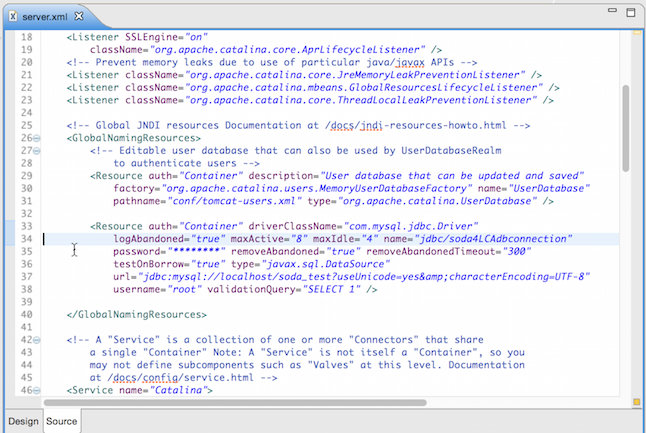 server.xml
18 <Listener SSLEngine="on"
19 className="org.apache.catalina.core.AprLifecycleListener" />
20 <!-- Prevent memory leaks due to use of particular java/javax APIs -->
21 <Listener className="org.apache.catalina.core.JreMemoryLeakPreventionListener" />
22 <Listener className="org.apache.catalina.mbeans.GlobalResourcesLifecycleListener" />
23 <Listener className="org.apache.catalina.core.ThreadLocalLeakPreventionListener" />
24
25 <!-- Global JNDI resources Documentation at /docs/jndi-resources-howto.html -->
26 <GlobalNamingResources>
27 <!-- Editable user database that can also be used by UserDatabaseRealm
28 to authenticate users -->
29 <Resource auth="Container" description="User database that can be updated and saved"
30 factory="org.apache.catalina.users.MemoryUserDatabaseFactory" name="UserDatabase"
31 pathname="conf/tomcat-users.xml" type="org.apache.catalina.UserDatabase" />
32
33 <Resource auth="Container" driverClassName="com.mysql.jdbc.Driver"
34 logAbandoned="true" maxActive="8" maxIdle="4" name="jdbc/soda4LCAdbconnection"
35 password="********" removeAbandoned="true" removeAbandonedTimeout="300"
36 testOnBorrow="true" type="javax.sql.DataSource"
37 url="jdbc:mysql://localhost/soda_test?useUnicode=yes&amp;characterEncoding=UTF-8"
38 username="root" validationQuery="SELECT 1" />
39
40 </GlobalNamingResources>
41
42 <!-- A "Service" is a collection of one or more "Connectors" that share
43 a single "Container" Note: A "Service" is not itself a "Container", so you
44 may not define subcomponents such as "Valves" at this level. Documentation
45 at /docs/config/service.html -->
46 <Service name="Catalina">
Design Source